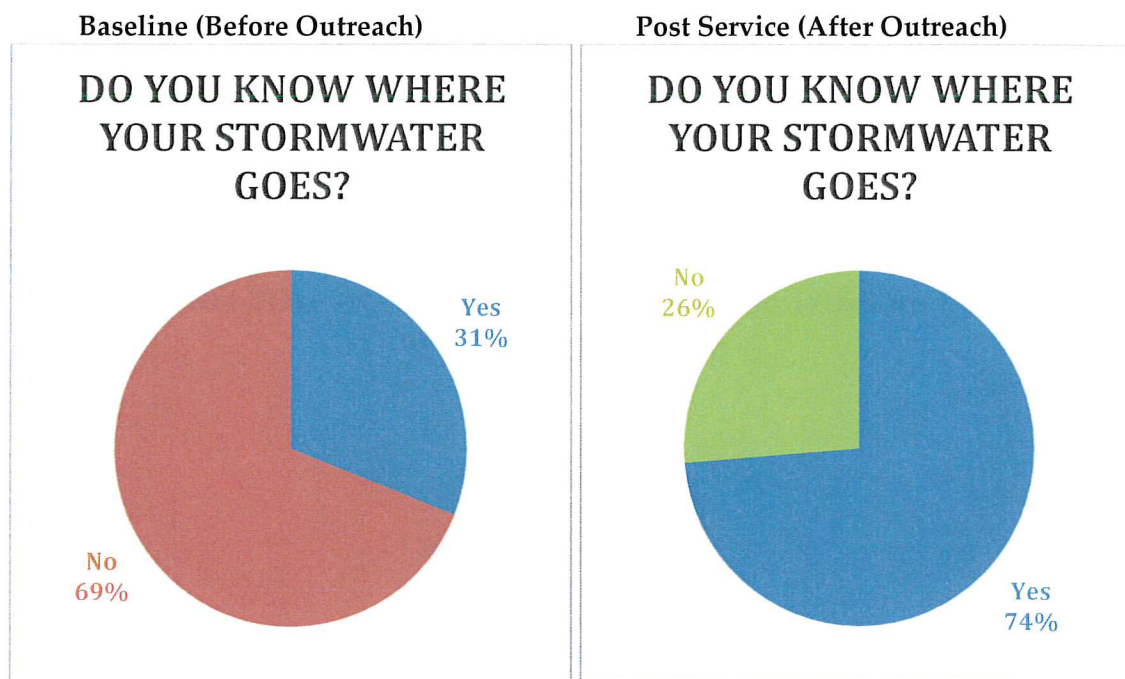 Baseline (Before Outreach)
DO YOU KNOW WHERE
YOUR STORMWATER
GOES?
Yes
31%
No
69%
Post Service (After Outreach)
DO YOU KNOW WHERE
YOUR STORMWATER
GOES?
No
26%
Yes
74%